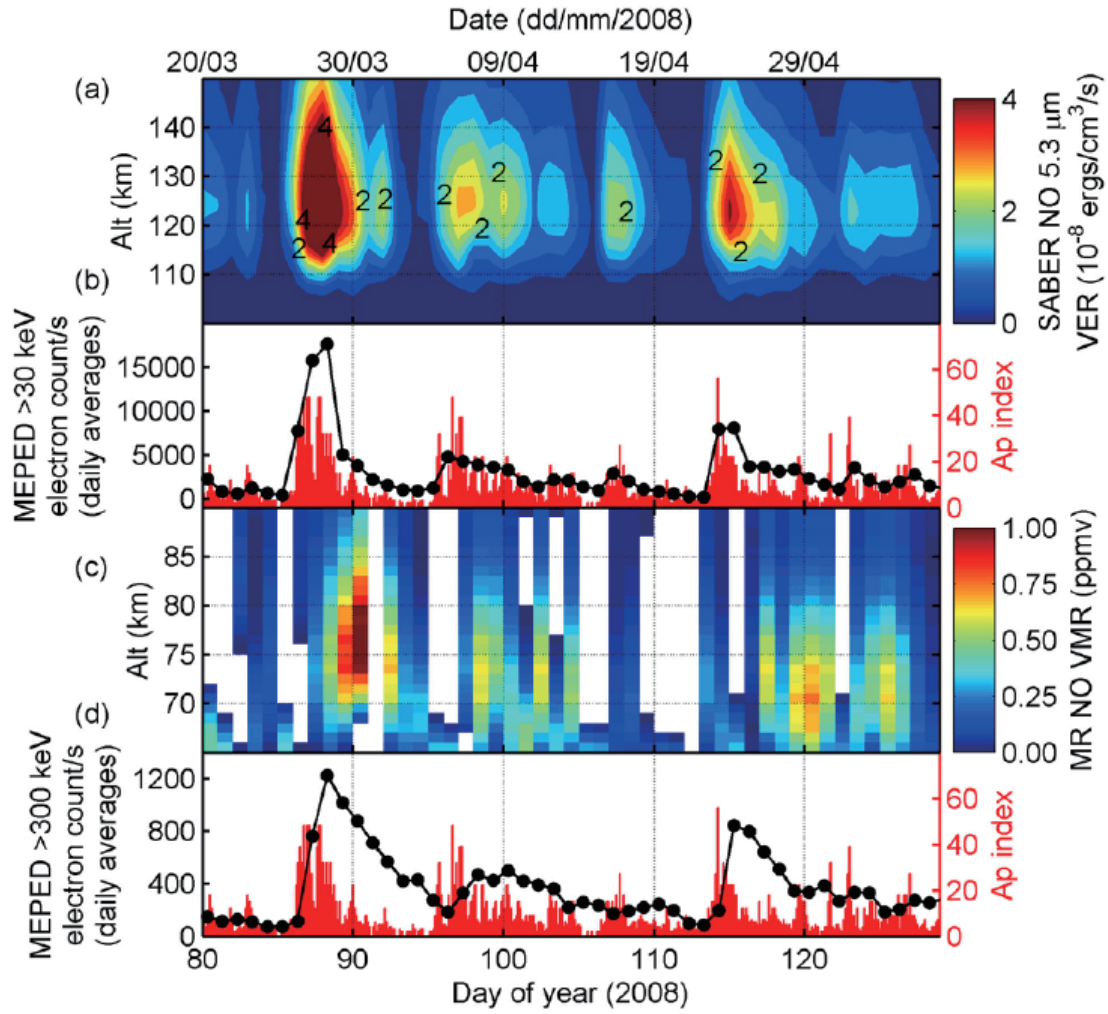 Date (dd/mm/2008)
20/03 30/03 09/04 19/04 29/04
(a)
Alt (km)
140
130
120
110
4
4
4
2
2
2
2
2
2
2
2
2
2
4
2
0
SABER NO 5.3 μm
VER (10⁻⁸ ergs/cm³/s)
(b)
MEPED >30 keV
electron count/s
(daily averages)
15000
10000
5000
0
60
40
20
0
Ap index
(c)
Alt (km)
85
80
75
70
1.00
0.75
0.50
0.25
0.00
MR NO VMR (ppmv)
(d)
MEPED >300 keV
electron count/s
(daily averages)
1200
800
400
0
60
40
20
0
Ap index
80 90 100 110 120
Day of year (2008)